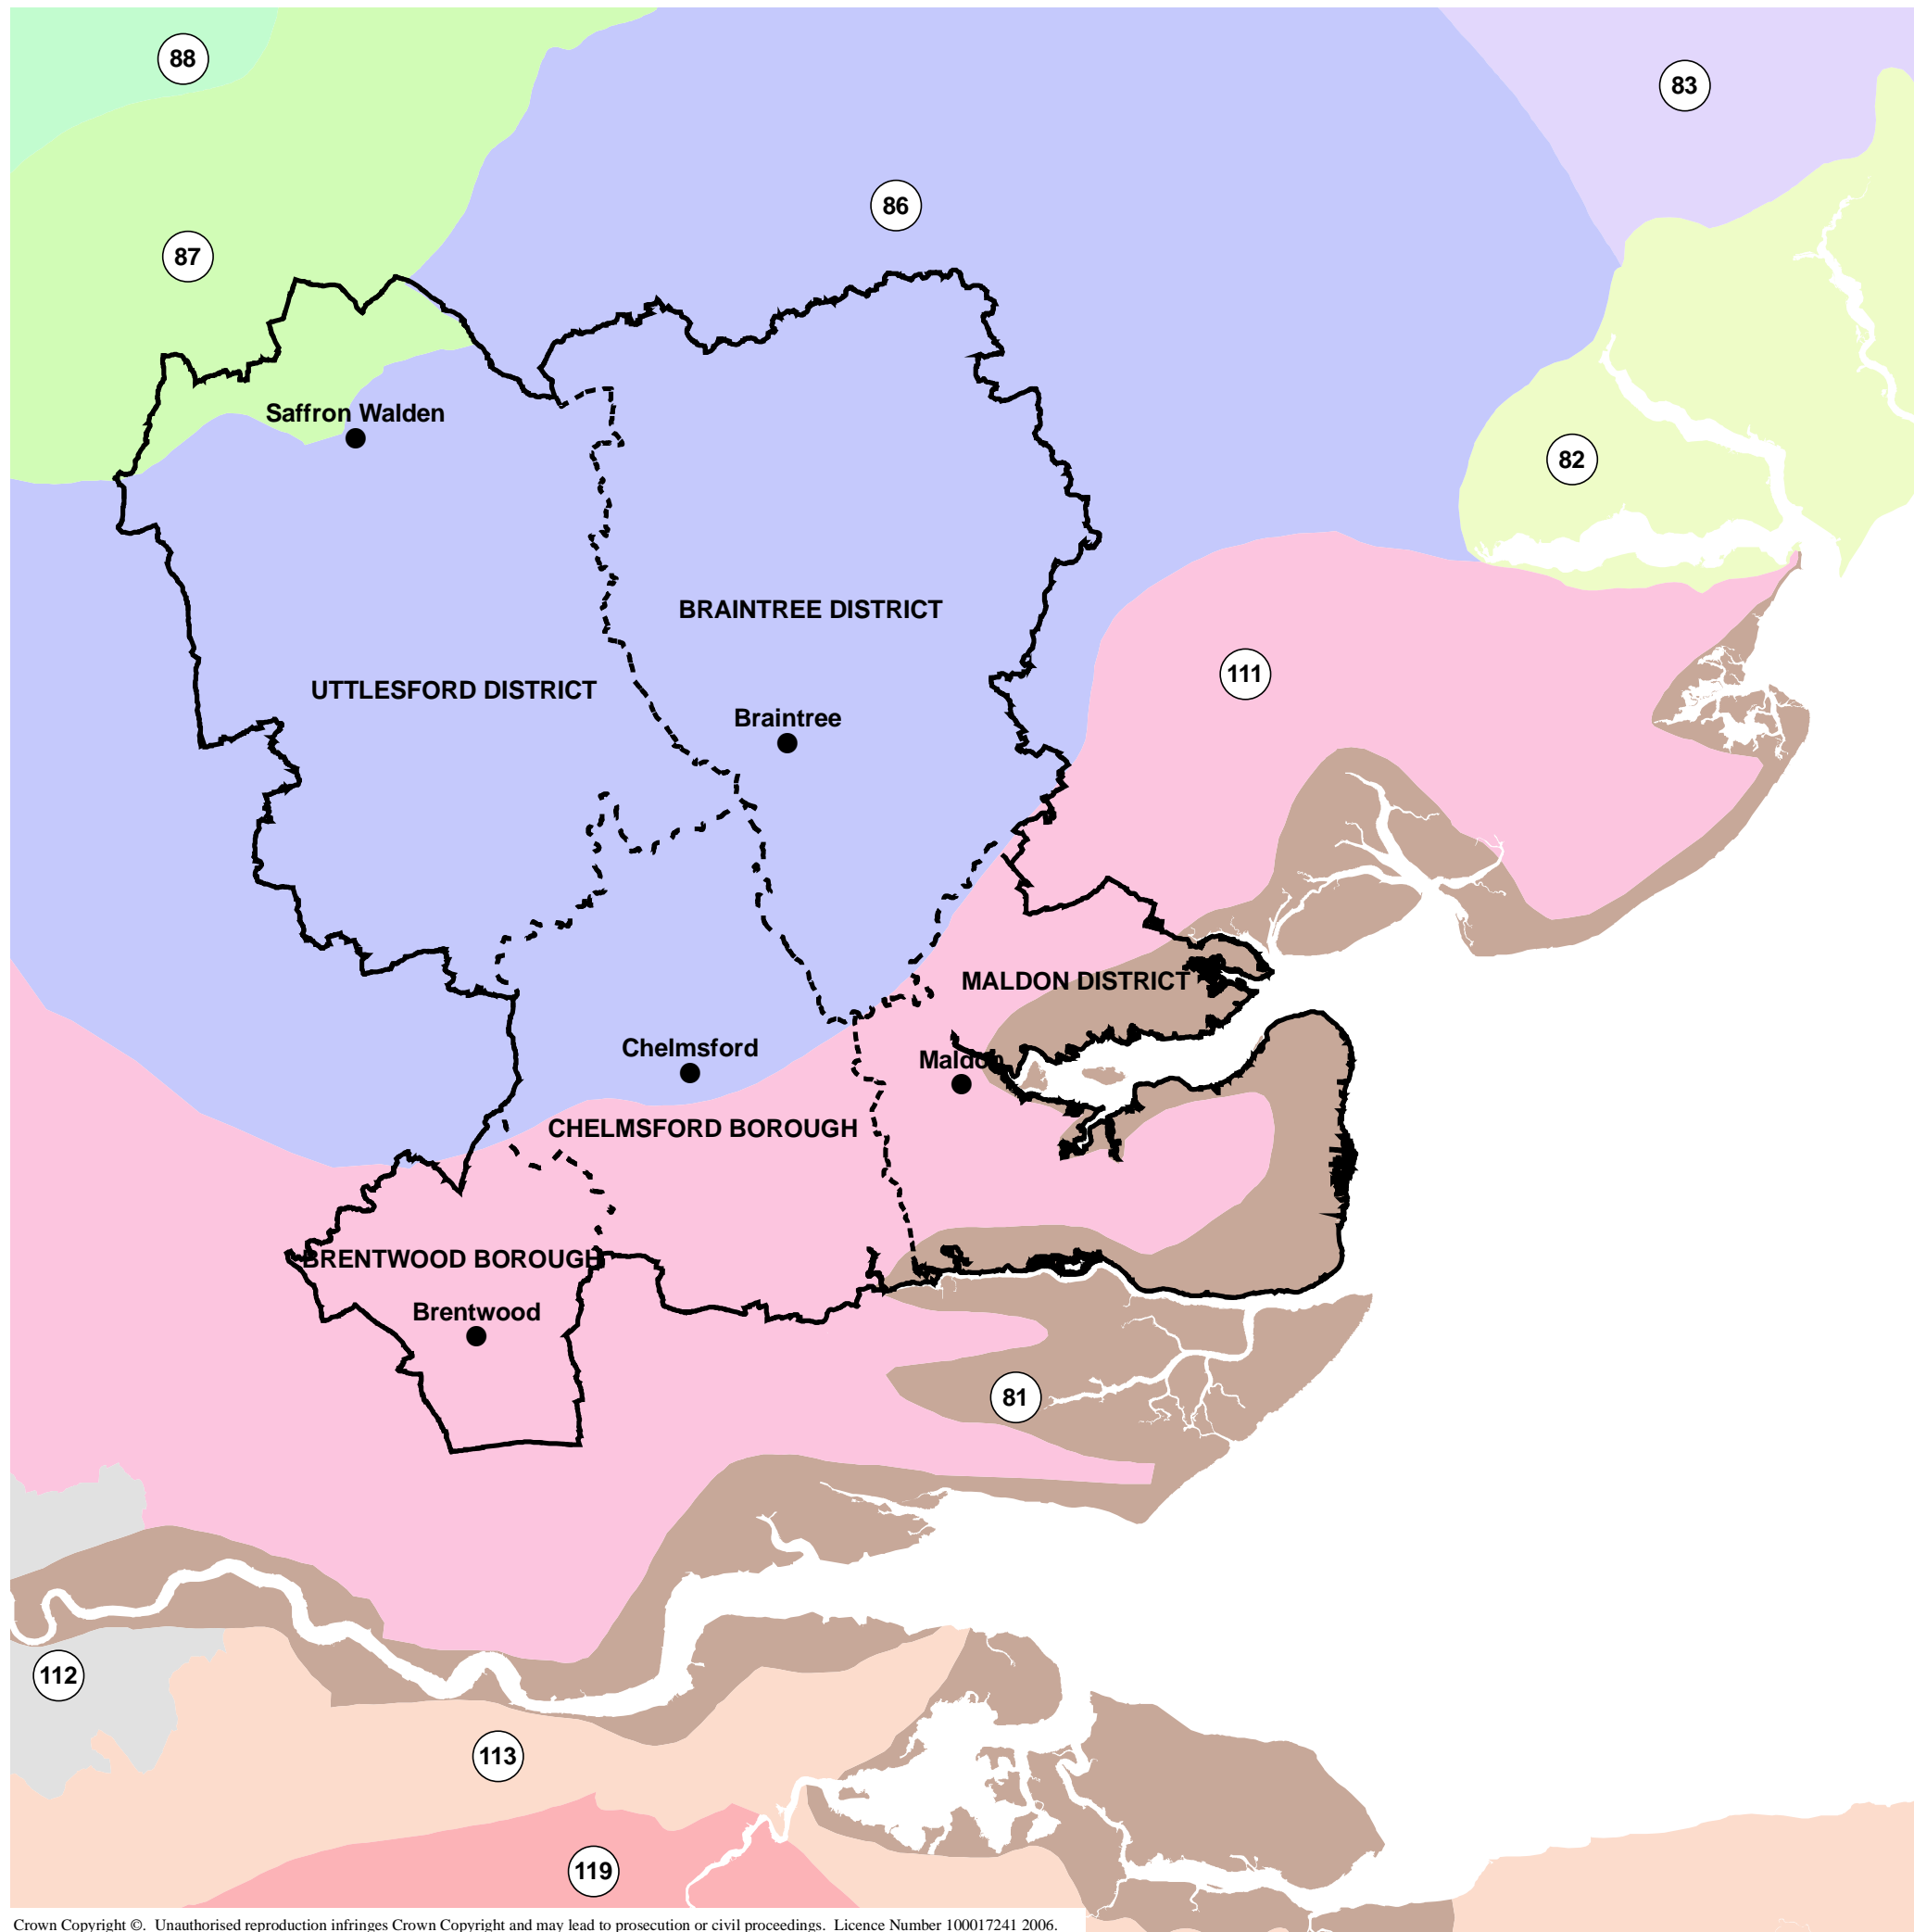 88
83
86
87
Saffron Walden
82
BRAINTREE DISTRICT
111
UTTLESFORD DISTRICT
Braintree
MALDON DISTRICT
Chelmsford
Maldon
CHELMSFORD BOROUGH
BRENTWOOD BOROUGH
Brentwood
81
112
113
119
Crown Copyright ©. Unauthorised reproduction infringes Crown Copyright and may lead to prosecution or civil proceedings. Licence Number 100017241 2006.